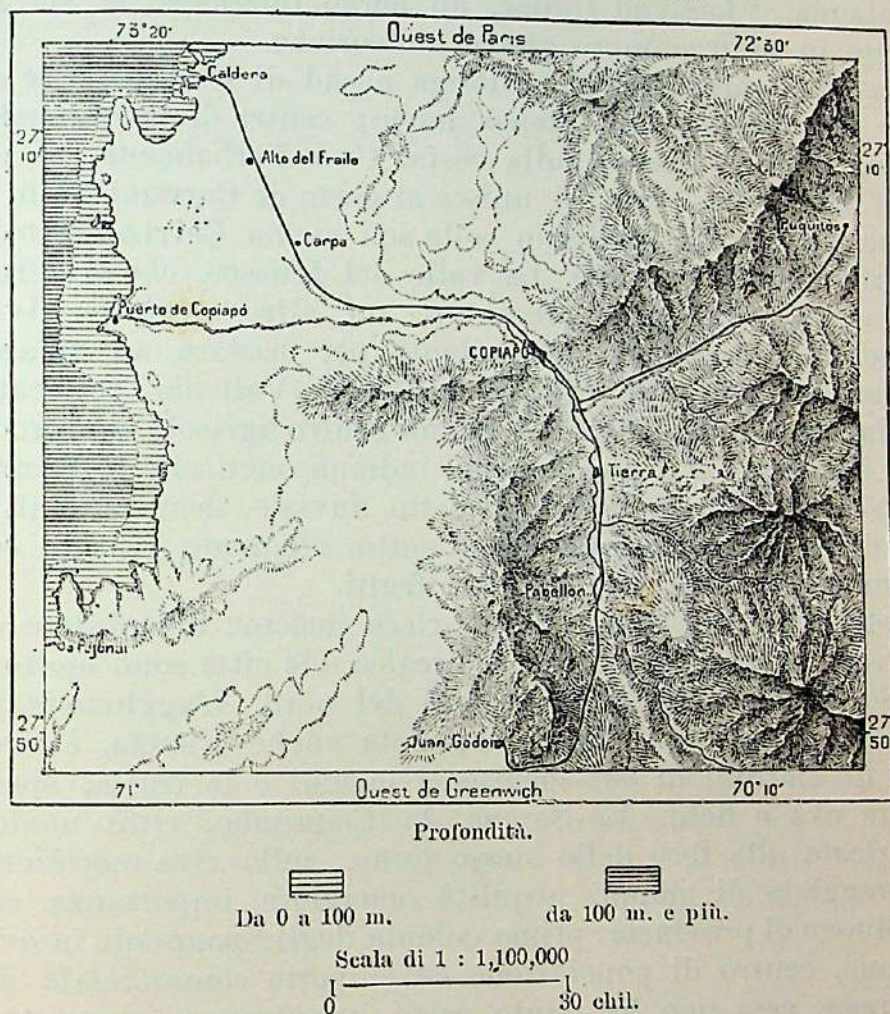 73°20' Ouest de Paris 72°30'
Caldera
27° 10' 27° 10'
Alto del Fraile
Carpa
Puquitos
Puerto de Copiapó
COPIAPÓ
Tierra
Pabellon
27° 50' 27° 50'
Juan Godoi
71° Ouest de Greenwich 70°10'
Profondità.
Da 0 a 100 m. da 100 m. e più.
Scala di 1 : 1,100,000
0 30 chil.